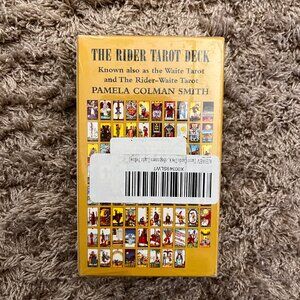 THE RIDER TAROT DECK
Known also as the Waite Tarot
and The Rider-Waite Tarot
PAMELA COLMAN SMITH